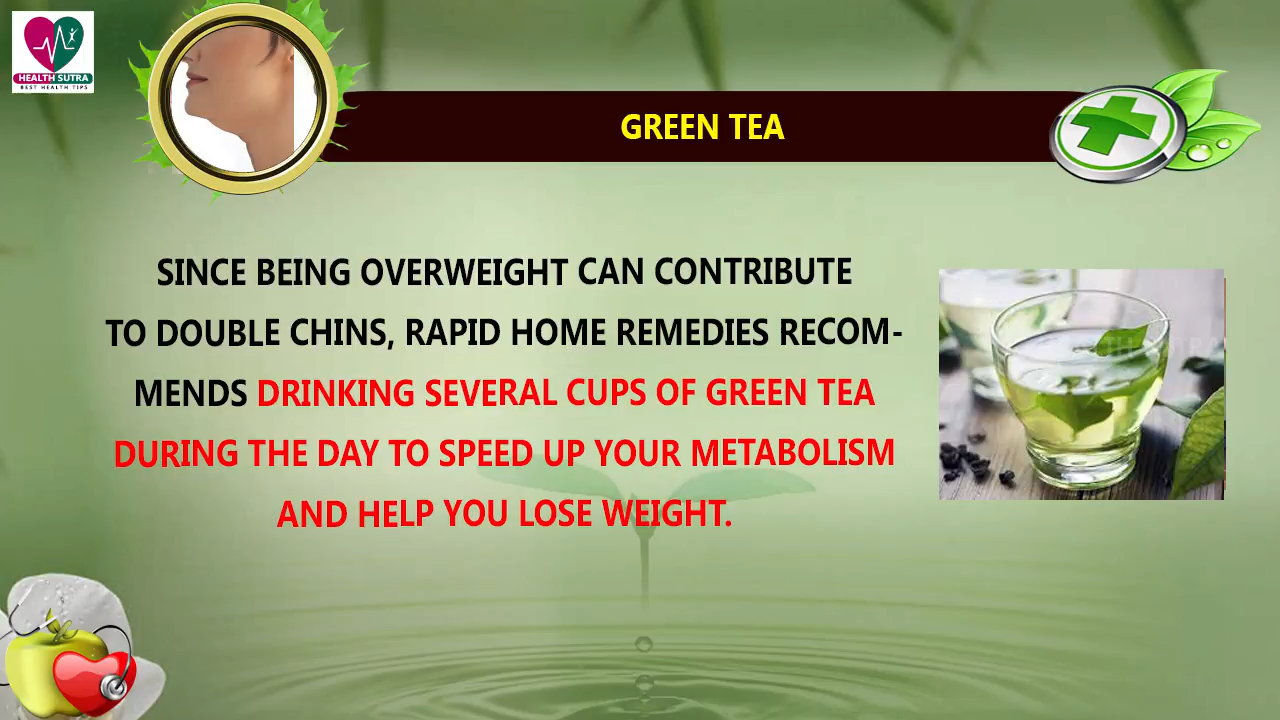 HEALTH SUTRA
BEST HEALTH TIPS
GREEN TEA
SINCE BEING OVERWEIGHT CAN CONTRIBUTE
TO DOUBLE CHINS, RAPID HOME REMEDIES RECOM-
MENDS DRINKING SEVERAL CUPS OF GREEN TEA
DURING THE DAY TO SPEED UP YOUR METABOLISM
AND HELP YOU LOSE WEIGHT.